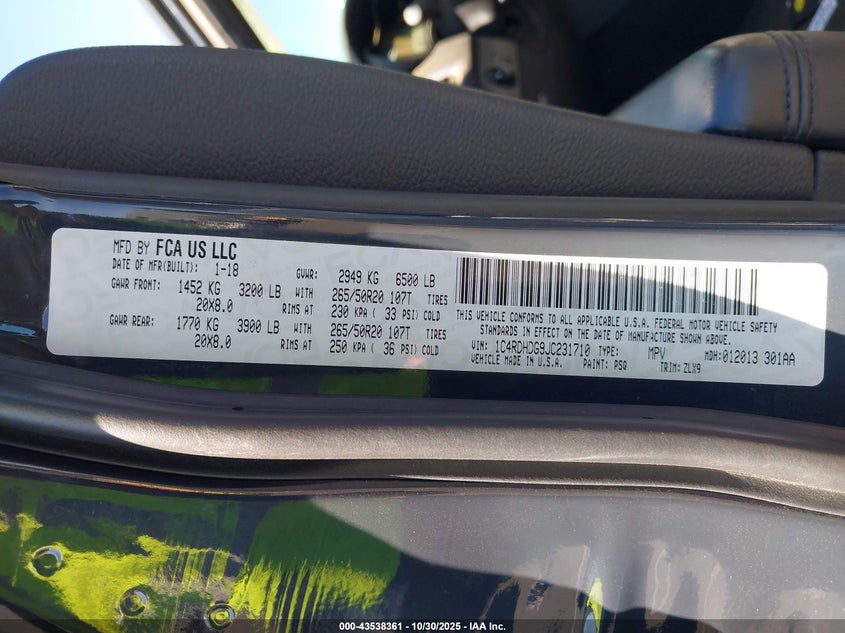 MFD BY FCA US LLC
DATE OF MFR(BUILT): 1-18 GVWR: 2949 KG 6500 LB
GAWR FRONT: 1452 KG 3200 LB WITH 265/50R20 107T TIRES
20X8.0 RIMS AT 230 KPA ( 33 PSI) COLD
GAWR REAR: 1770 KG 3900 LB WITH 265/50R20 107T TIRES
20X8.0 RIMS AT 250 KPA ( 36 PSI) COLD
THIS VEHICLE CONFORMS TO ALL APPLICABLE U.S.A. FEDERAL MOTOR VEHICLE SAFETY
STANDARDS IN EFFECT ON THE DATE OF MANUFACTURE SHOWN ABOVE.
VIN: 1C4RDHDG9JC231710 TYPE: MPV MDH:012013 301AA
VEHICLE MADE IN U.S.A. PAINT: PSQ TRIM: ZLX9
000-43538361 - 10/30/2025 - IAA Inc.